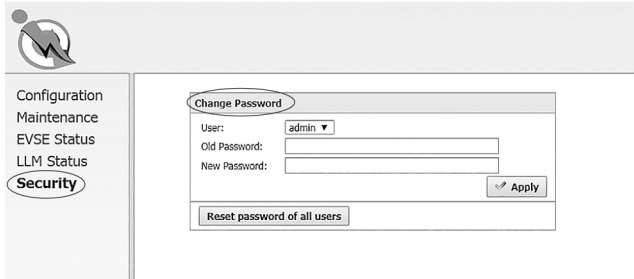 Configuration
Maintenance
EVSE Status
LLM Status
Security
Change Password
User: admin ▼
Old Password:
New Password:
Apply
Reset password of all users